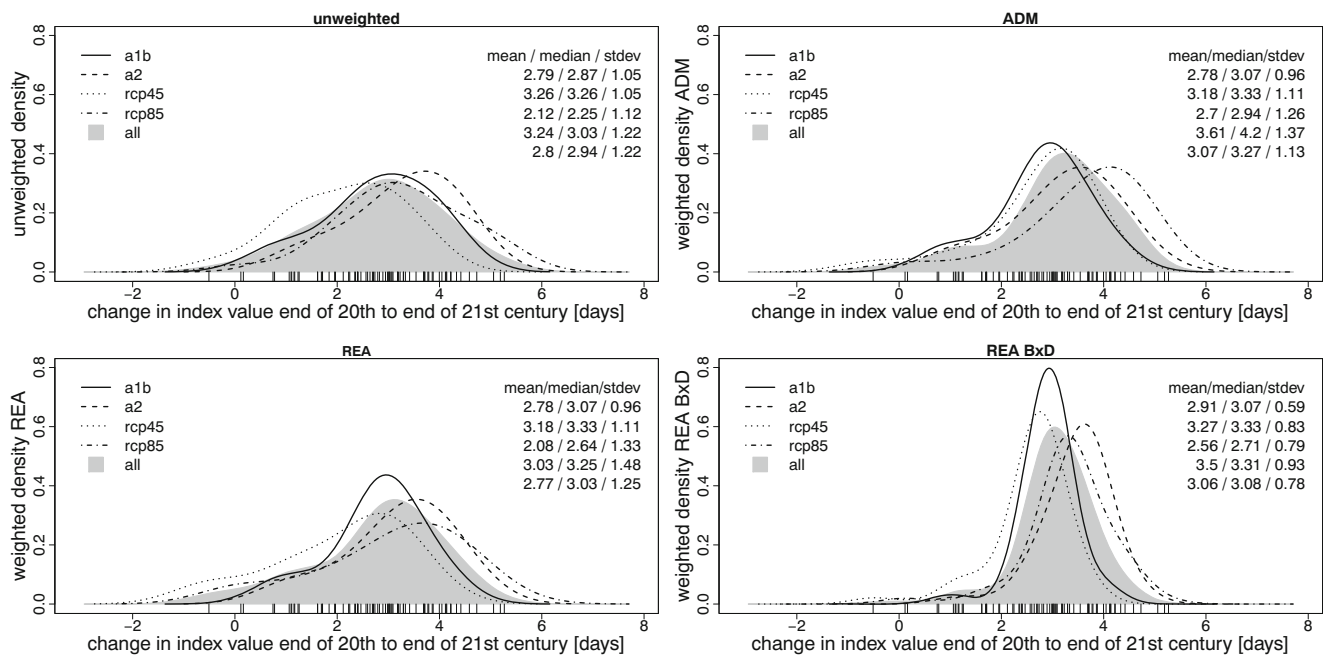 unweighted
unweighted density
0.0 0.2 0.4 0.6 0.8
a1b
a2
rcp45
rcp85
all
mean / median / stdev
2.79 / 2.87 / 1.05
3.26 / 3.26 / 1.05
2.12 / 2.25 / 1.12
3.24 / 3.03 / 1.22
2.8 / 2.94 / 1.22
−2 0 2 4 6 8
change in index value end of 20th to end of 21st century [days]
ADM
weighted density ADM
0.0 0.2 0.4 0.6 0.8
a1b
a2
rcp45
rcp85
all
mean/median/stdev
2.78 / 3.07 / 0.96
3.18 / 3.33 / 1.11
2.7 / 2.94 / 1.26
3.61 / 4.2 / 1.37
3.07 / 3.27 / 1.13
−2 0 2 4 6 8
change in index value end of 20th to end of 21st century [days]
REA
weighted density REA
0.0 0.2 0.4 0.6 0.8
a1b
a2
rcp45
rcp85
all
mean/median/stdev
2.78 / 3.07 / 0.96
3.18 / 3.33 / 1.11
2.08 / 2.64 / 1.33
3.03 / 3.25 / 1.48
2.77 / 3.03 / 1.25
−2 0 2 4 6 8
change in index value end of 20th to end of 21st century [days]
REA BxD
weighted density REA BxD
0.0 0.2 0.4 0.6 0.8
a1b
a2
rcp45
rcp85
all
mean/median/stdev
2.91 / 3.07 / 0.59
3.27 / 3.33 / 0.83
2.56 / 2.71 / 0.79
3.5 / 3.31 / 0.93
3.06 / 3.08 / 0.78
−2 0 2 4 6 8
change in index value end of 20th to end of 21st century [days]